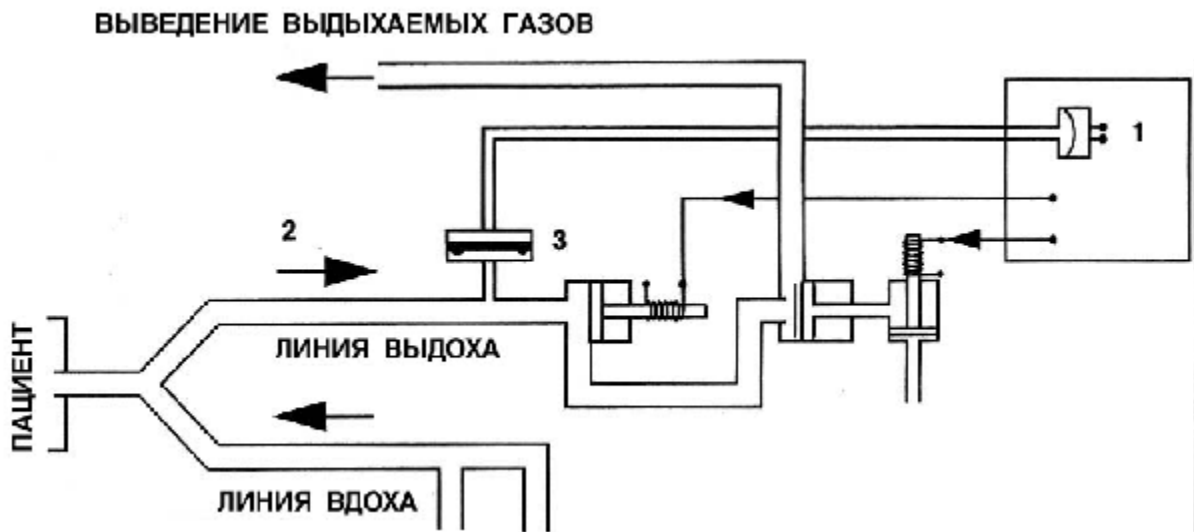 ВЫВЕДЕНИЕ ВЫДЫХАЕМЫХ ГАЗОВ
1
2
3
ЛИНИЯ ВЫДОХА
ПАЦИЕНТ
ЛИНИЯ ВДОХА